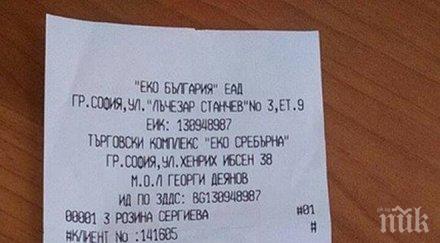 "ЕКО БЪЛГАРИЯ" ЕАД
ГР.СОФИЯ,УЛ."ЛЪЧЕЗАР СТАНЧЕВ"No 3,ЕТ.9
ЕИК: 130948987
ТЪРГОВСКИ КОМПЛЕКС "ЕКО СРЕБЪРНА"
ГР.СОФИЯ,УЛ.ХЕНРИХ ИБСЕН 38
М.О.Л ГЕОРГИ ДЕЯНОВ
ИД ПО ЗДДС: BG130948987
00001 3 РОЗИНА СЕРГИЕВА #01
#КЛИЕНТ No :141605 #
ПИК